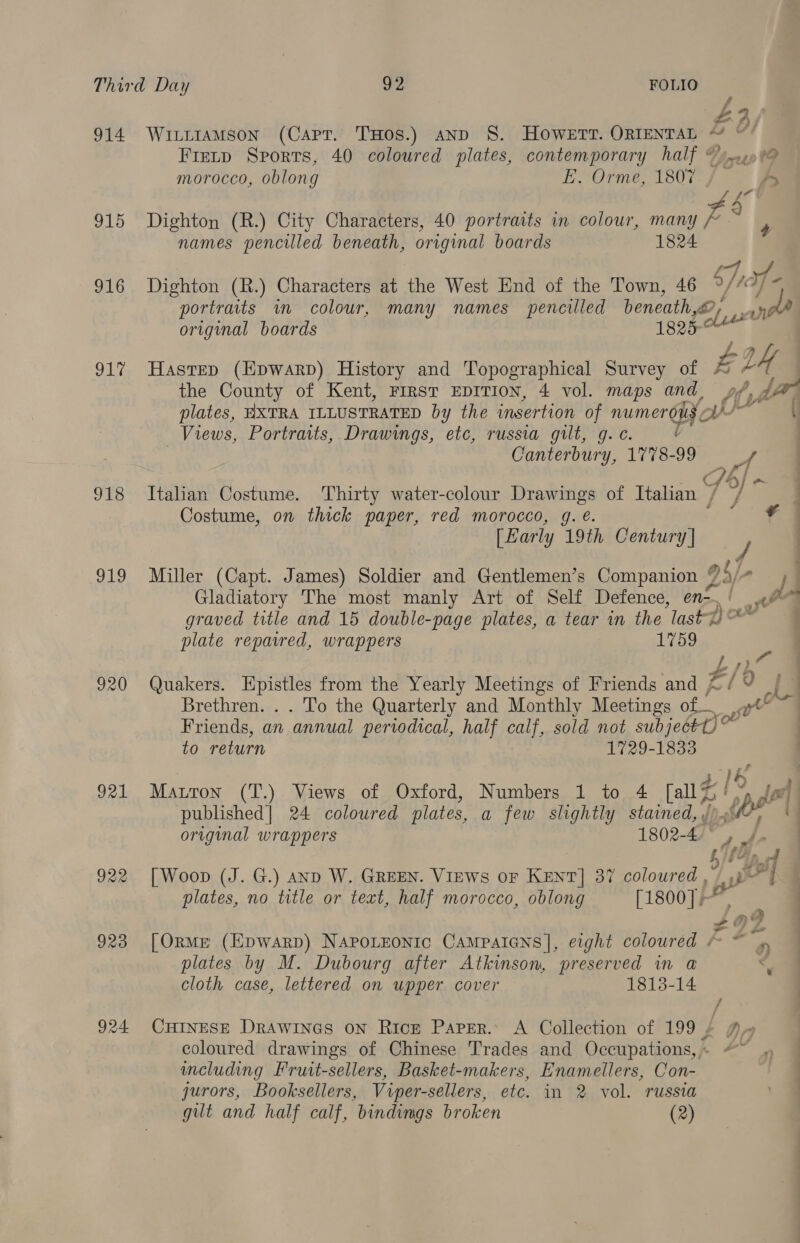 Third Day 92 FOLIO
914 WILLIAMSON (CAPT. THOS.) AND S. HOWETT. ORIENTAL
FIELD SPORTS, 40 coloured plates, contemporary half
morocco, oblong E. Orme, 1807
915 Dighton (R.) City Characters, 40 portraits in colour, many
names pencilled beneath, original boards 1824
916 Dighton (R.) Characters at the West End of the Town, 46
portraits in colour, many names pencilled beneath,
original boards 1825
917 HASTED (EDWARD) History and Topographical Survey of £24
the County of Kent, FIRST EDITION, 4 vol. maps and
plates, EXTRA ILLUSTRATED by the insertion of numerous
Views, Portraits, Drawings, etc, russia gilt, g. e.
Canterbury, 1778-99
918 Italian Costume. Thirty water-colour Drawings of Italian
Costume, on thick paper, red morocco, g. e.
[Early 19th Century]
919 Miller (Capt. James) Soldier and Gentlemen's Companion
Gladiatory The most manly Art of Self Defence, en-
graved title and 15 double-page plates, a tear in the last
plate repaired, wrappers 1759
920 Quakers. Epistles from the Yearly Meetings of Friends and
Brethren. . . To the Quarterly and Monthly Meetings of
Friends, an annual periodical, half calf, sold not subject
to return 1729-1833
921 MALTON (T.) Views of Oxford, Numbers 1 to 4 [all
published] 24 coloured plates, a few slightly stained,
original wrappers 1802-4
922 [WOOD (J. G.) AND W. GREEN. VIEWS OF KENT] 37 coloured
plates, no title or text, half morocco, oblong [1800]
923 [ORME (EDWARD) NAPOLEONIC CAMPAIGNS], eight coloured
plates by M. Dubourg after Atkinson, preserved in a
cloth case, lettered on upper cover 1813-14
924 CHINESE DRAWINGS ON RICE PAPER. A Collection of 199
coloured drawings of Chinese Trades and Occupations,
including Fruit-sellers, Basket-makers, Enamellers, Con-
jurors, Booksellers, Viper-sellers, etc. in 2 vol. russia
gilt and half calf, bindings broken (2)